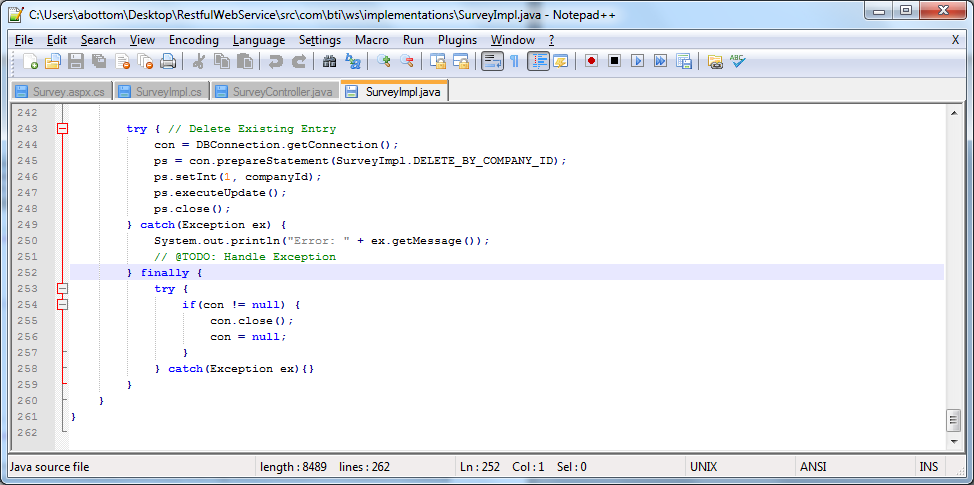 C:\Users\abottom\Desktop\RestfulWebService\src\com\bti\ws\implementations\SurveyImpl.java - Notepad++
File Edit Search View Encoding Language Settings Macro Run Plugins Window ? X
Survey.aspx.cs SurveyImpl.cs SurveyController.java SurveyImpl.java
242
243 try { // Delete Existing Entry
244 con = DBConnection.getConnection();
245 ps = con.prepareStatement(SurveyImpl.DELETE_BY_COMPANY_ID);
246 ps.setInt(1, companyId);
247 ps.executeUpdate();
248 ps.close();
249 } catch(Exception ex) {
250 System.out.println("Error: " + ex.getMessage());
251 // @TODO: Handle Exception
252 } finally {
253 try {
254 if(con != null) {
255 con.close();
256 con = null;
257 }
258 } catch(Exception ex){}
259 }
260 }
261 }
262
Java source file length : 8489 lines : 262 Ln : 252 Col : 1 Sel : 0 UNIX ANSI INS